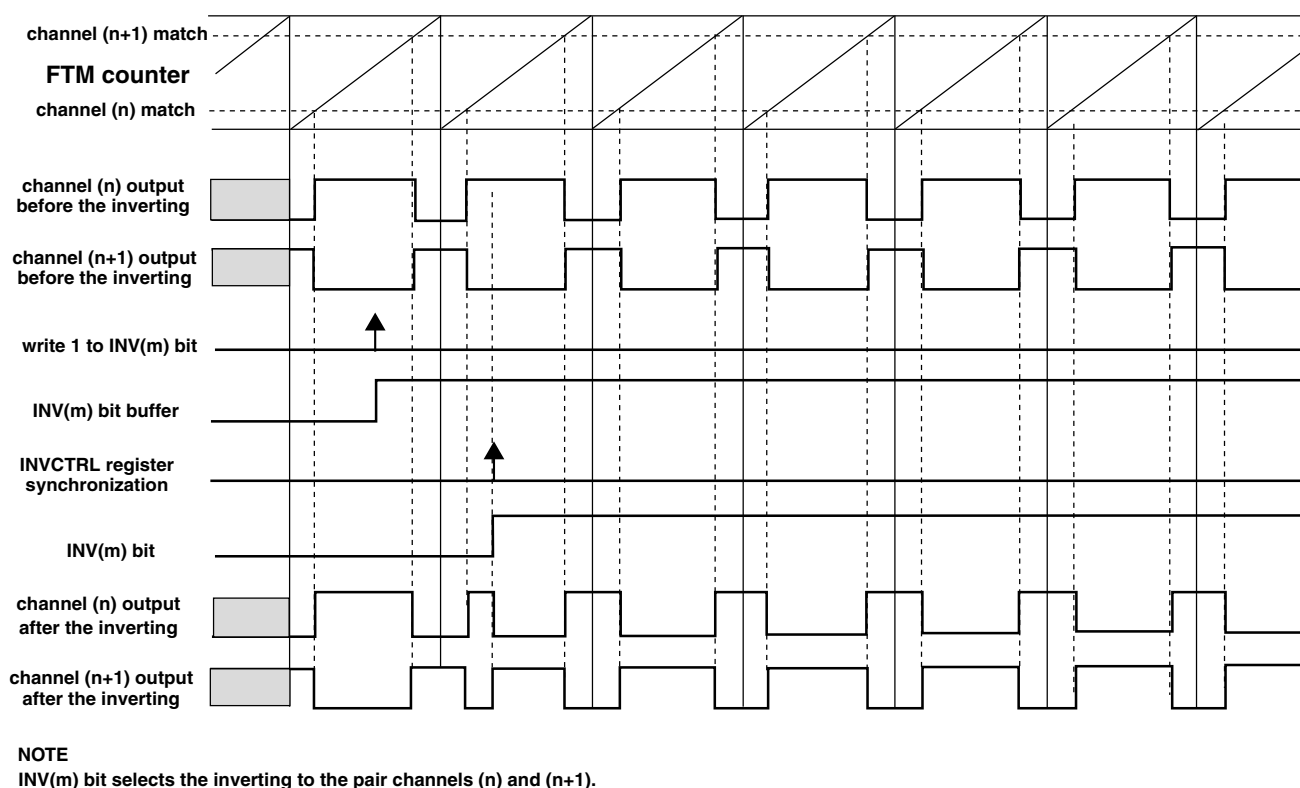 channel (n+1) match
FTM counter
channel (n) match
channel (n) output
before the inverting
channel (n+1) output
before the inverting
write 1 to INV(m) bit
INV(m) bit buffer
INVCTRL register
synchronization
INV(m) bit
channel (n) output
after the inverting
channel (n+1) output
after the inverting
NOTE
INV(m) bit selects the inverting to the pair channels (n) and (n+1).